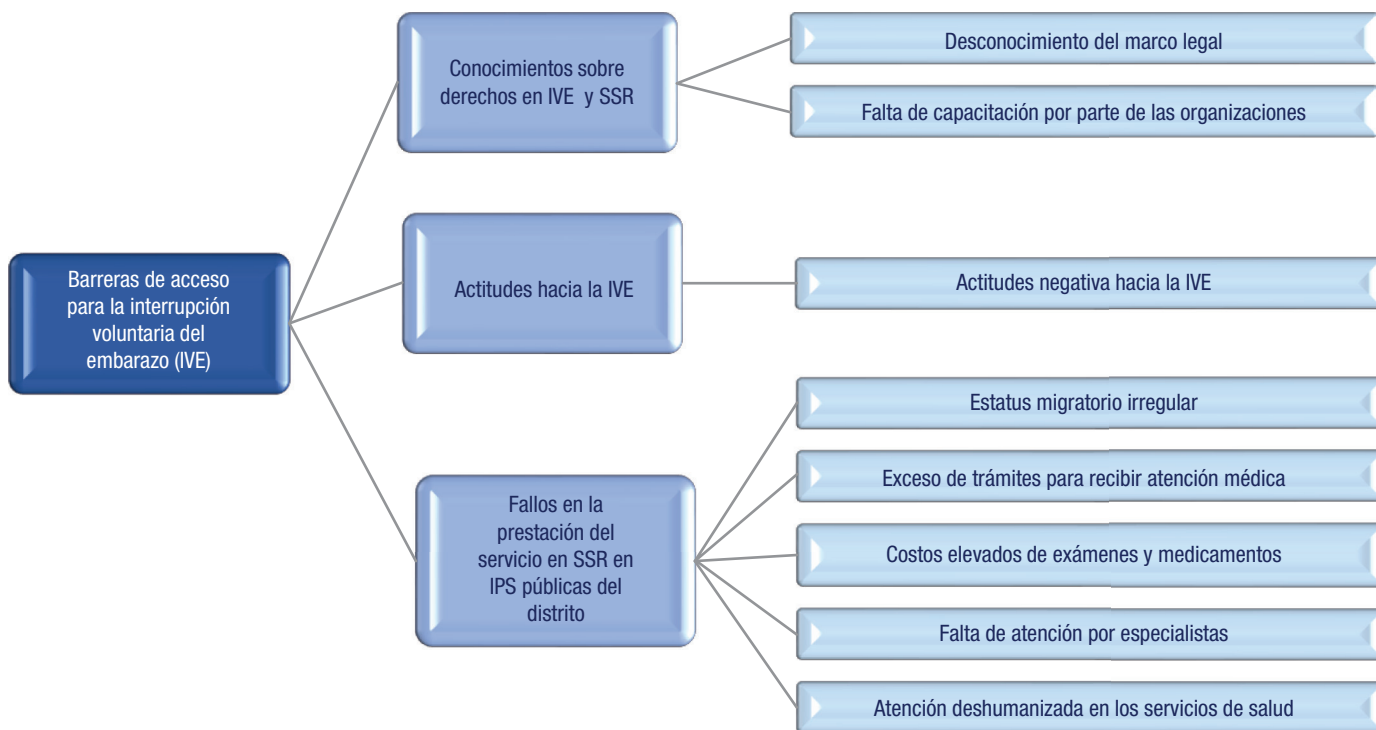 Barreras de acceso
para la interrupción
voluntaria del
embarazo (IVE)
Conocimientos sobre
derechos en IVE y SSR
Desconocimiento del marco legal
Falta de capacitación por parte de las organizaciones
Actitudes hacia la IVE
Actitudes negativa hacia la IVE
Fallos en la
prestación del
servicio en SSR en
IPS públicas del
distrito
Estatus migratorio irregular
Exceso de trámites para recibir atención médica
Costos elevados de exámenes y medicamentos
Falta de atención por especialistas
Atención deshumanizada en los servicios de salud